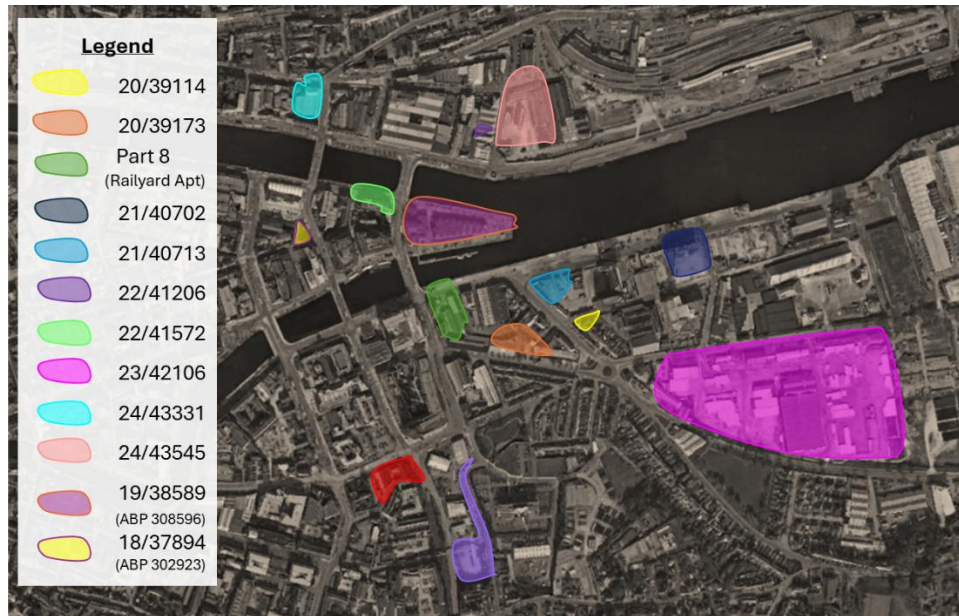 Legend
20/39114
20/39173
Part 8
(Railyard Apt)
21/40702
21/40713
22/41206
22/41572
23/42106
24/43331
24/43545
19/38589
(ABP 308596)
18/37894
(ABP 302923)